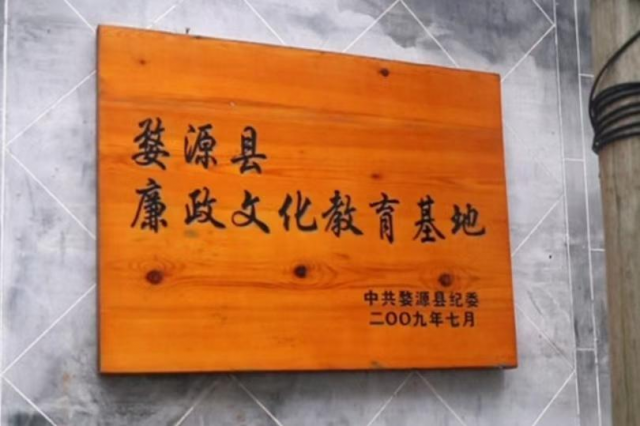 婺源县
廉政文化教育基地
中共婺源县纪委
二〇〇九年七月